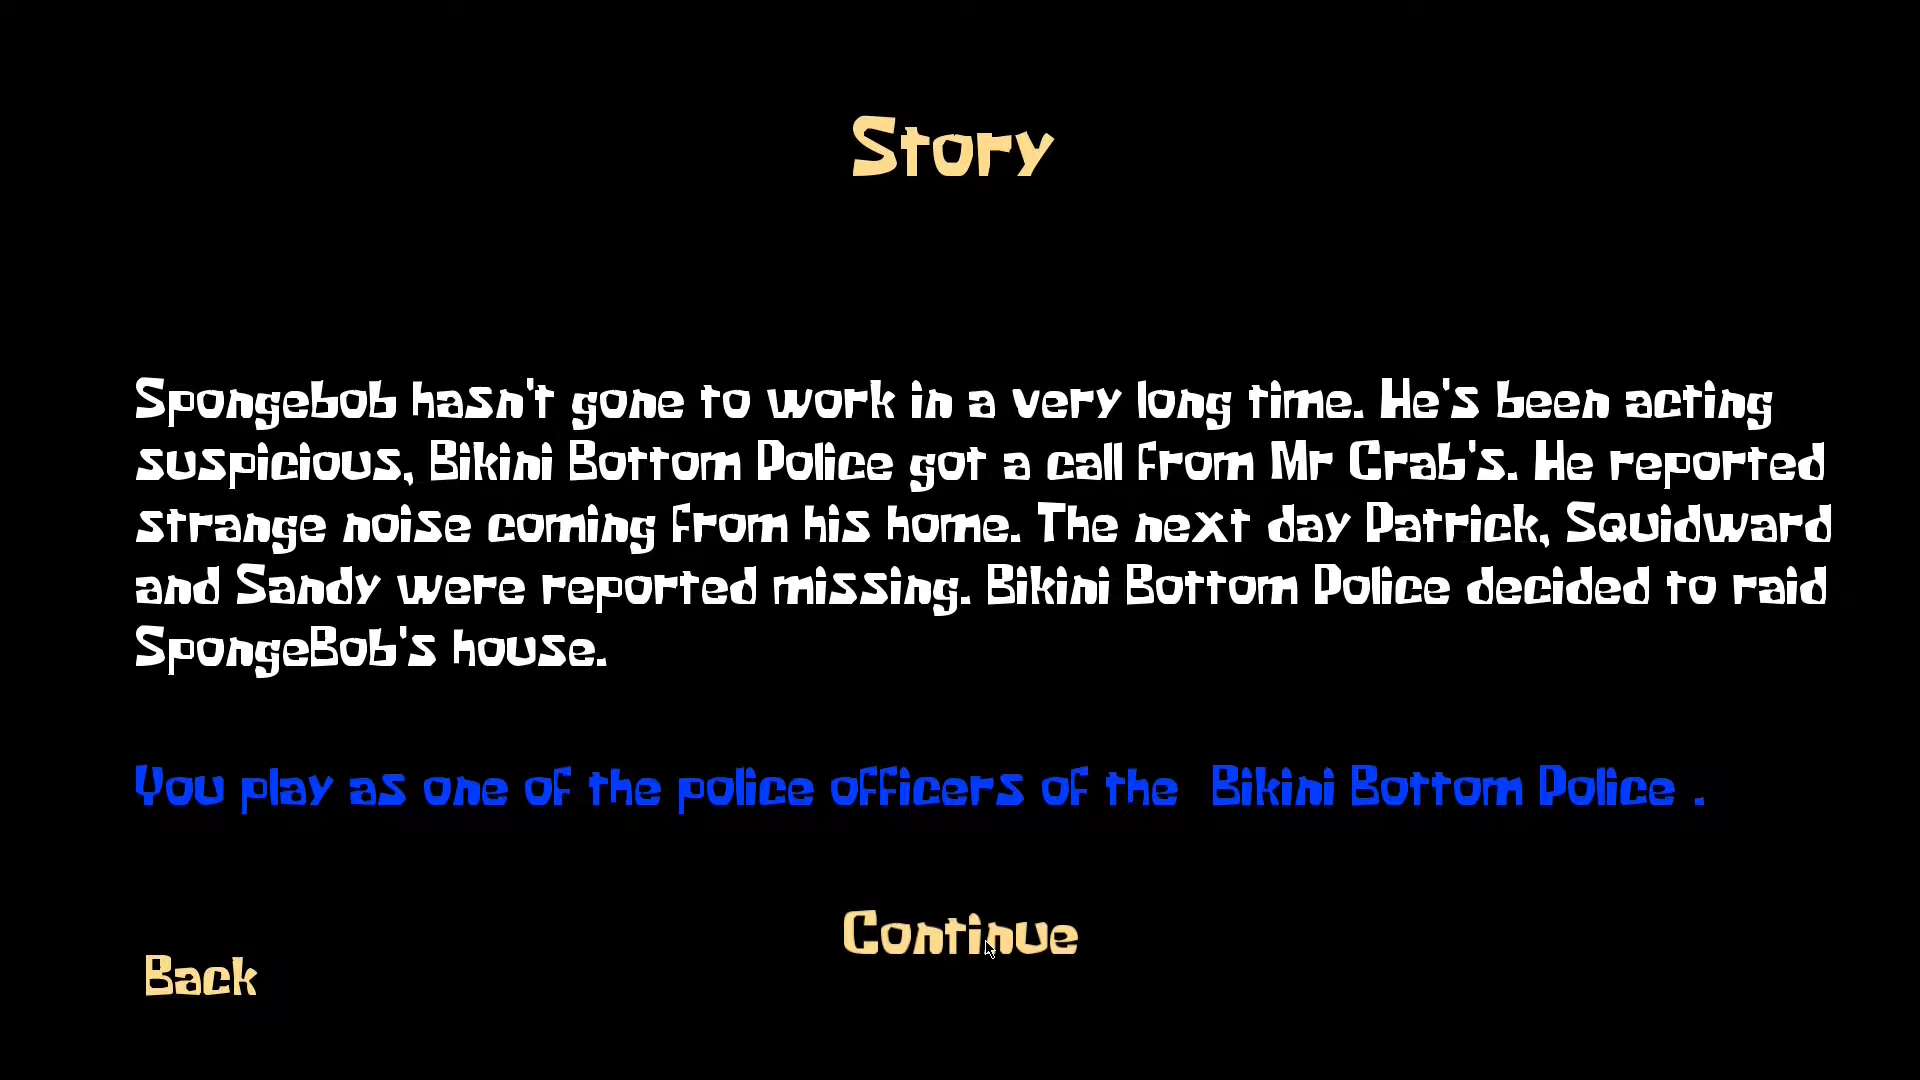 Story
Spongebob hasn't gone to work in a very long time. He's been acting
suspicious, Bikini Bottom Police got a call from Mr Crab's. He reported
strange noise coming from his home. The next day Patrick, Squidward
and Sandy were reported missing. Bikini Bottom Police decided to raid
SpongeBob's house.
You play as one of the police officers of the  Bikini Bottom Police .
Continue
Back